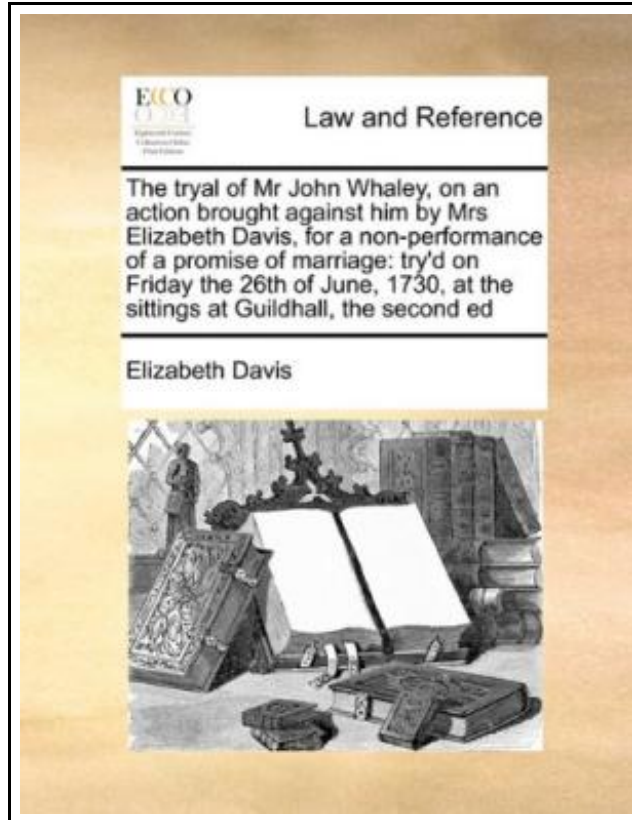 ECCO
Law and Reference
The tryal of Mr John Whaley, on an
action brought against him by Mrs
Elizabeth Davis, for a non-performance
of a promise of marriage: try'd on
Friday the 26th of June, 1730, at the
sittings at Guildhall, the second ed
Elizabeth Davis